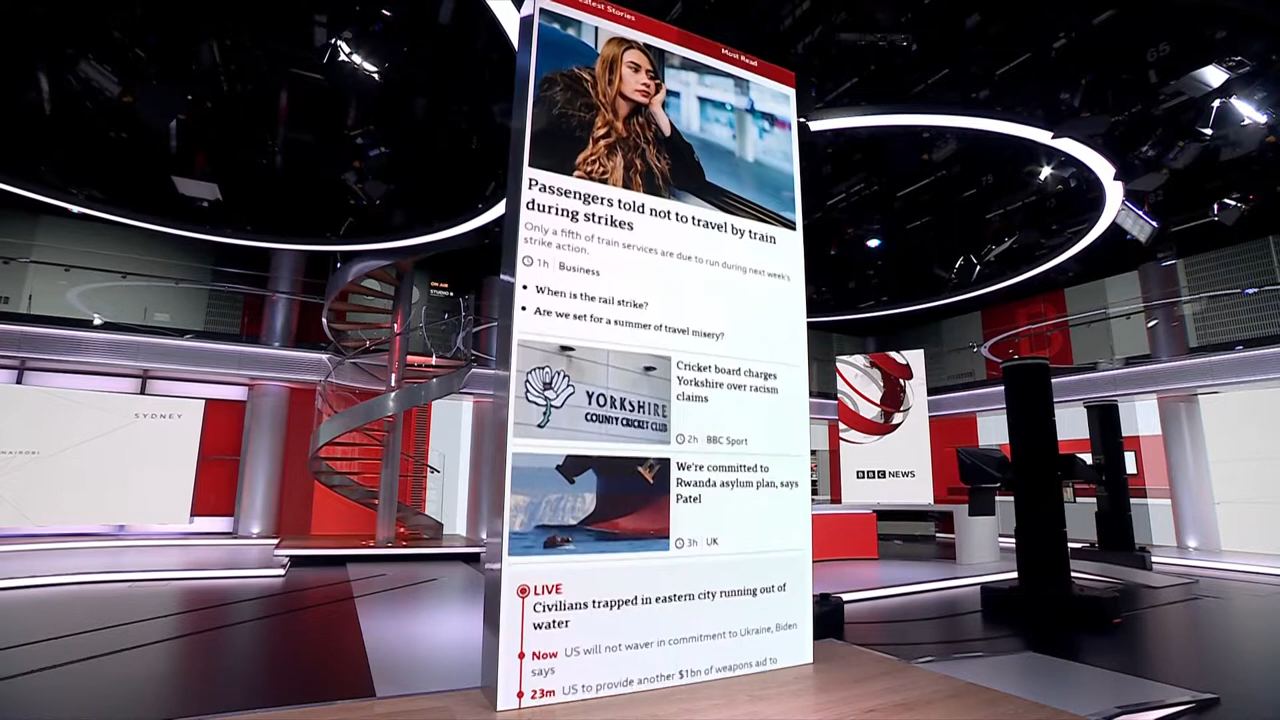 Latest Stories
Most Read
Passengers told not to travel by train
during strikes
Only a fifth of train services are due to run during next week's
strike action.
1h Business
When is the rail strike?
Are we set for a summer of travel misery?
YORKSHIRE
COUNTY CRICKET CLUB
Cricket board charges
Yorkshire over racism
claims
2h BBC Sport
We're committed to
Rwanda asylum plan, says
Patel
3h UK
LIVE
Civilians trapped in eastern city running out of
water
Now US will not waver in commitment to Ukraine, Biden
says
23m US to provide another $1bn of weapons aid to
ON AIR
STUDIO B
SYDNEY
NAIROBI
BBC NEWS
65